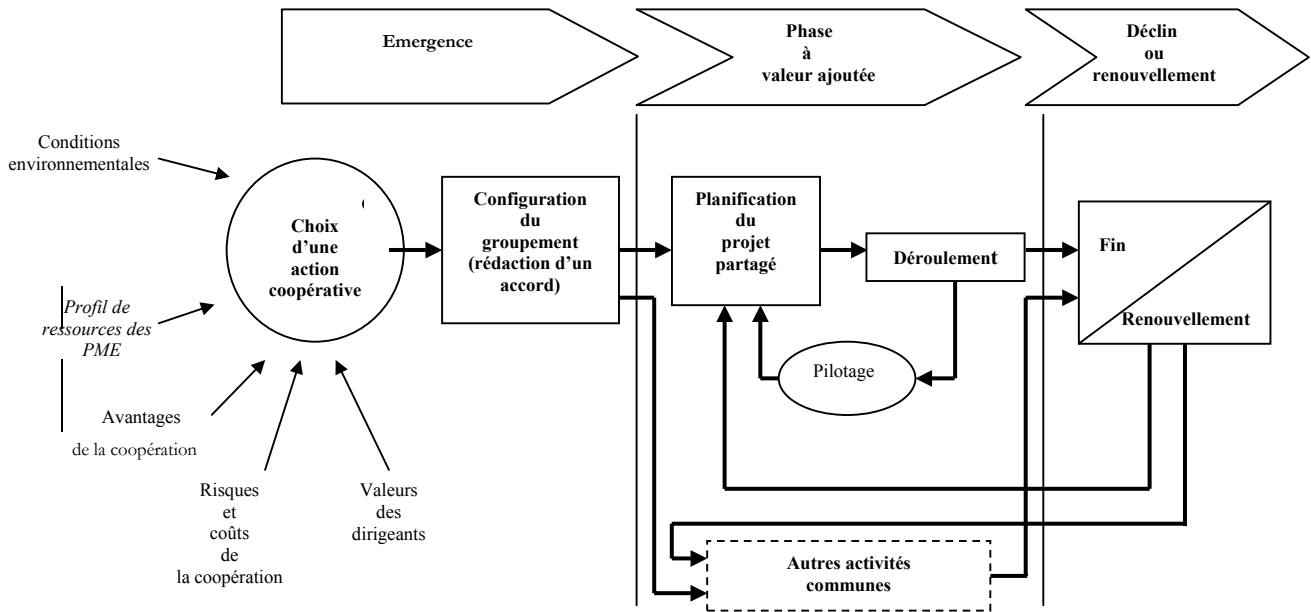 Emergence
Phase
à
valeur ajoutée
Déclin
ou
renouvellement
Conditions
environnementales
Choix
d’une
action
coopérative
Configuration
du
groupement
(rédaction d’un
accord)
Planification
du
projet
partagé
Déroulement
Fin
Renouvellement
Profil de
ressources des
PME
Pilotage
Avantages
de la coopération
Risques
et
coûts
de
la coopération
Valeurs
des
dirigeants
Autres activités
communes